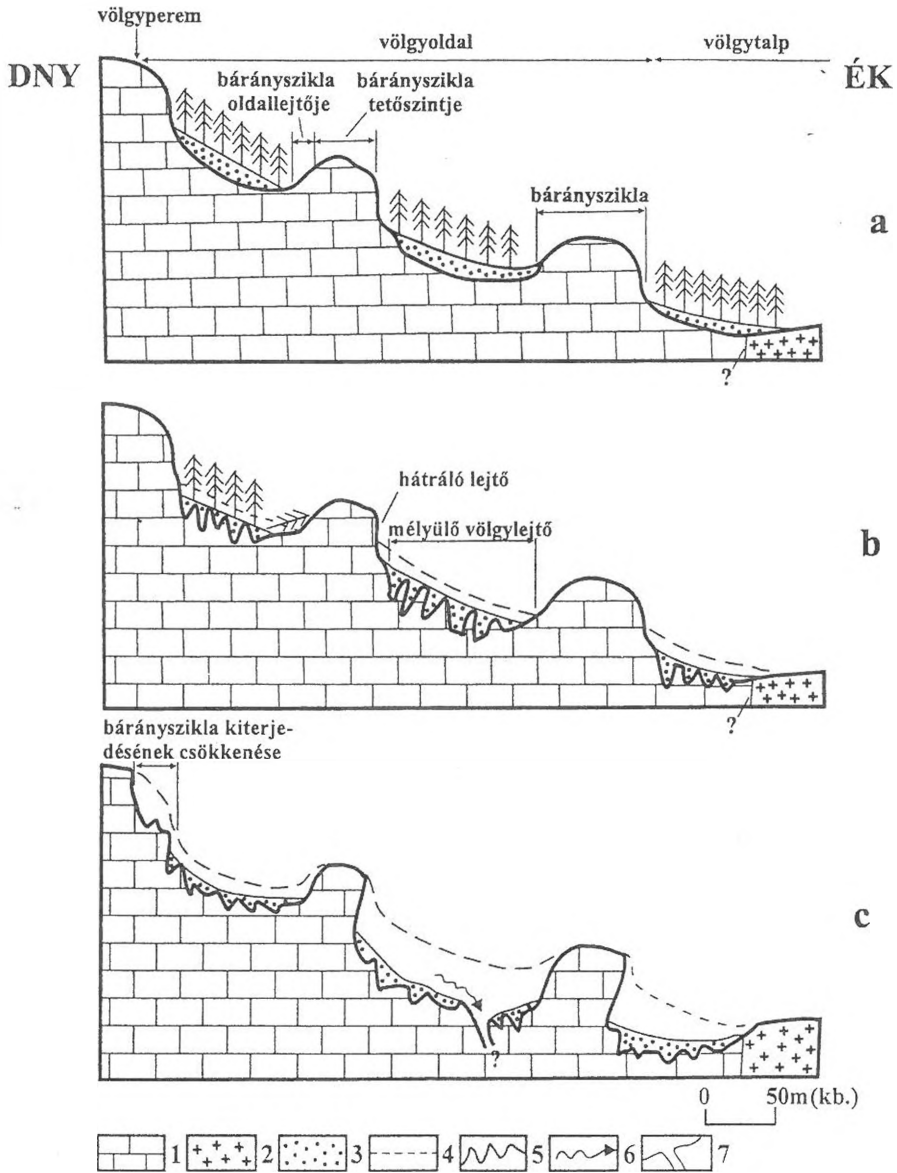 völgyperem
völgyoldal
völgytalp
DNY
ÉK
bárányszikla
oldallejtője
bárányszikla
tetőszintje
bárányszikla
a
?
hátráló lejtő
mélyülő völgylejtő
b
?
bárányszikla kiterje-
désének csökkenése
c
?
0 50m(kb.)
1 2 3 4 5 6 7